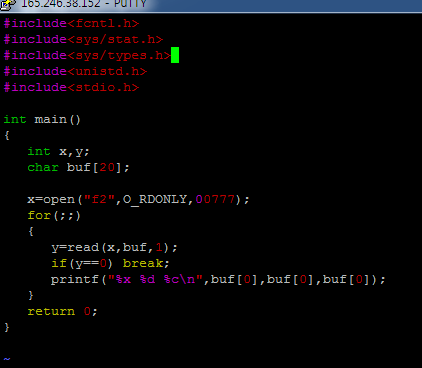 165.246.38.152 - PuTTY
#include<fcntl.h>
#include<sys/stat.h>
#include<sys/types.h>
#include<unistd.h>
#include<stdio.h>
int main()
{
   int x,y;
   char buf[20];
   x=open("f2",O_RDONLY,00777);
   for(;;)
   {
      y=read(x,buf,1);
      if(y==0) break;
      printf("%x %d %c\n",buf[0],buf[0],buf[0]);
   }
   return 0;
}
~